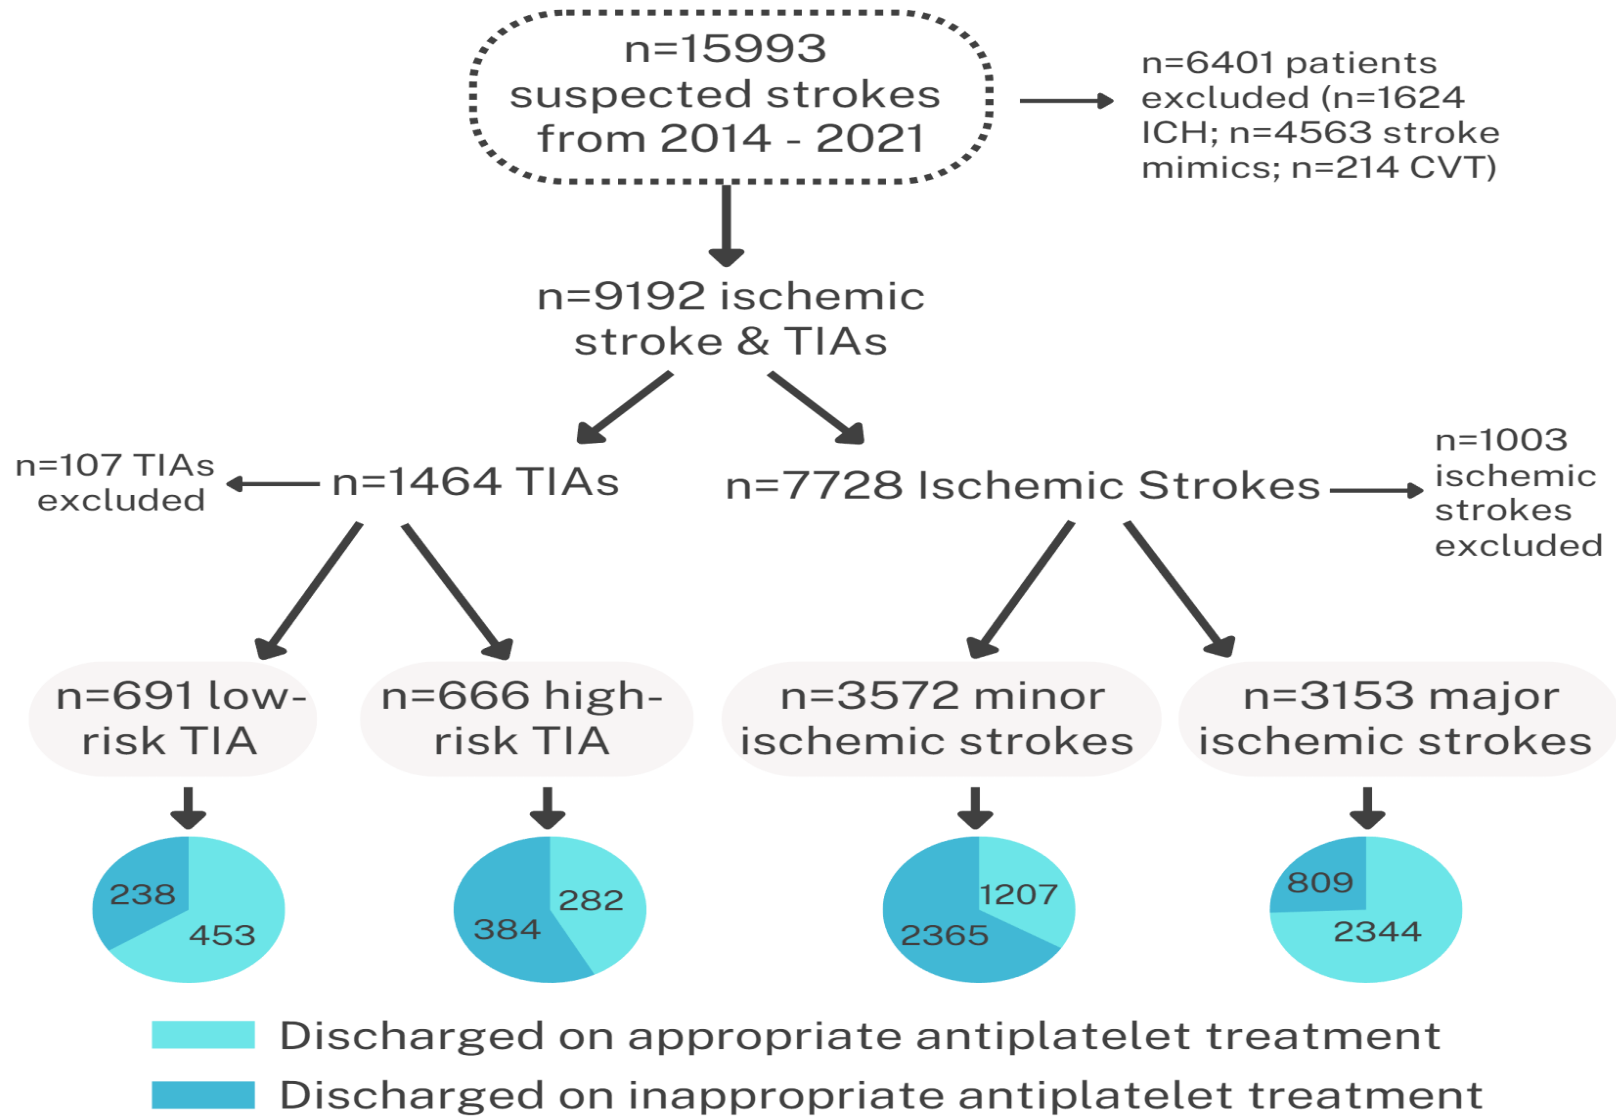 n=15993
suspected strokes
from 2014 - 2021
n=6401 patients
excluded (n=1624
ICH; n=4563 stroke
mimics; n=214 CVT)
n=9192 ischemic
stroke & TIAs
n=107 TIAs
excluded
n=1464 TIAs
n=7728 Ischemic Strokes
n=1003
ischemic
strokes
excluded
n=691 low-
risk TIA
n=666 high-
risk TIA
n=3572 minor
ischemic strokes
n=3153 major
ischemic strokes
238
453
282
384
1207
2365
809
2344
Discharged on appropriate antiplatelet treatment
Discharged on inappropriate antiplatelet treatment